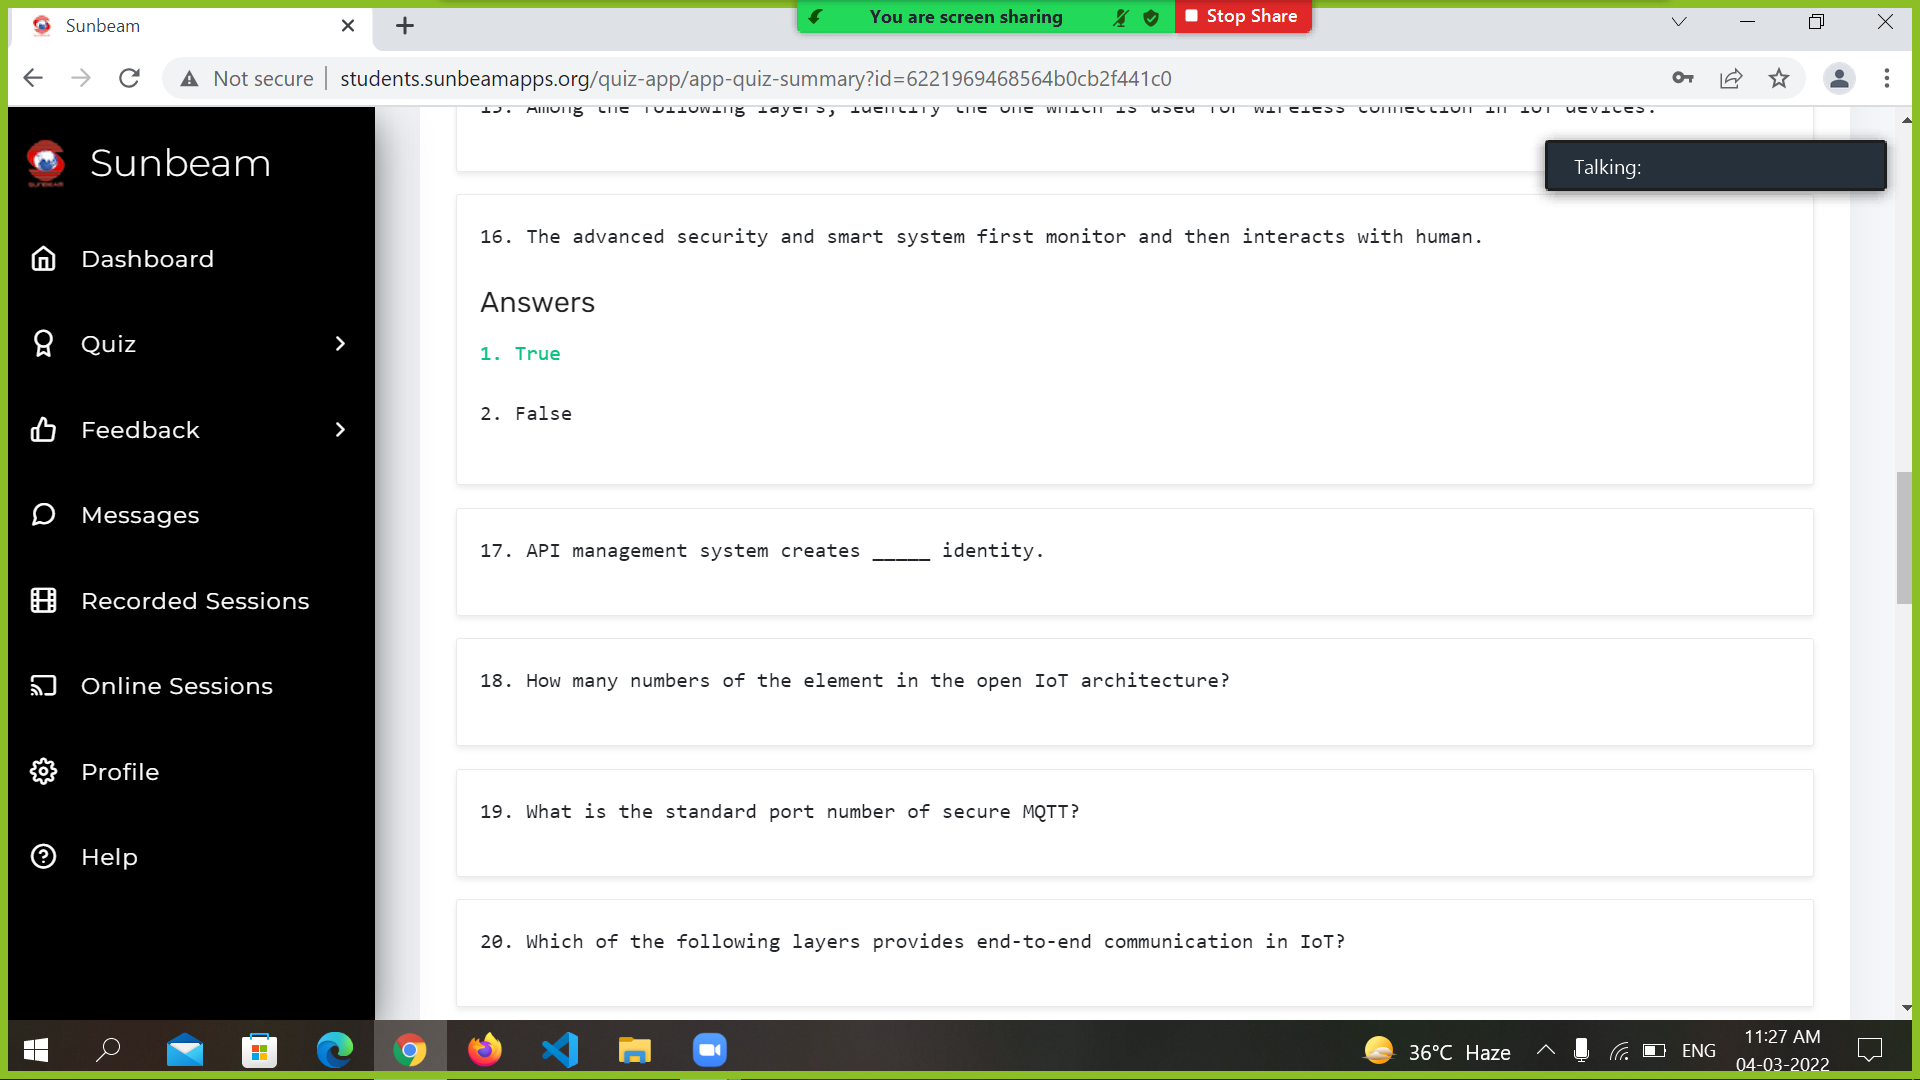 Sunbeam
You are screen sharing
Stop Share
Not secure
students.sunbeamapps.org/quiz-app/app-quiz-summary?id=6221969468564b0cb2f441c0
Sunbeam
SUNBEAM
Dashboard
Quiz
Feedback
Messages
Recorded Sessions
Online Sessions
Profile
Help
15. Among the following layers, identify the one which is used for wireless connection in IoT devices.
Talking:
16. The advanced security and smart system first monitor and then interacts with human.
Answers
1. True
2. False
17. API management system creates _____ identity.
18. How many numbers of the element in the open IoT architecture?
19. What is the standard port number of secure MQTT?
20. Which of the following layers provides end-to-end communication in IoT?
36°C Haze
ENG
11:27 AM
04-03-2022